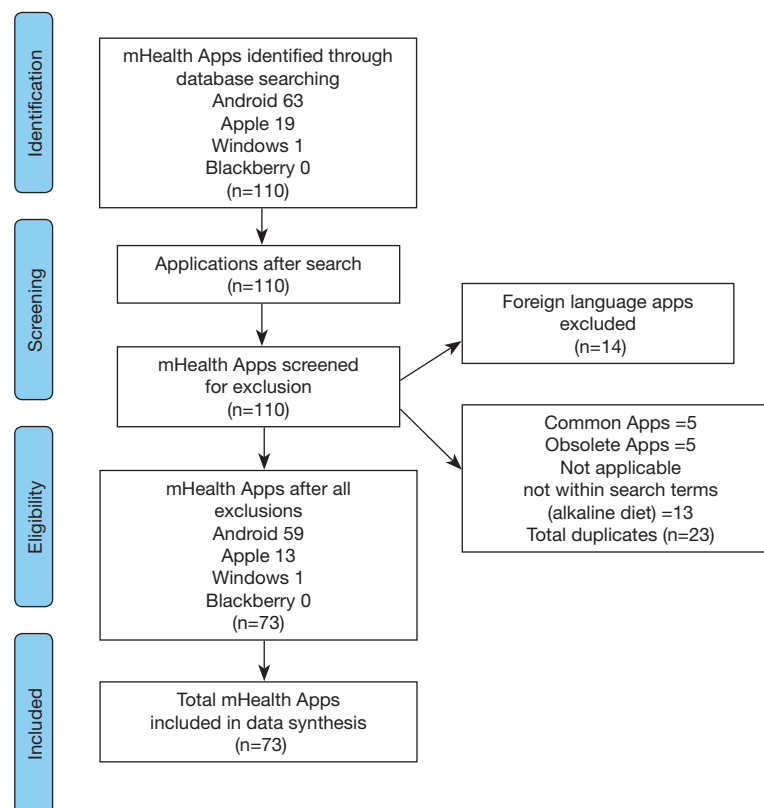 Identification
mHealth Apps identified through
database searching
Android 63
Apple 19
Windows 1
Blackberry 0
(n=110)
Screening
Applications after search
(n=110)
mHealth Apps screened
for exclusion
(n=110)
Foreign language apps
excluded
(n=14)
Common Apps =5
Obsolete Apps =5
Not applicable
not within search terms
(alkaline diet) =13
Total duplicates (n=23)
Eligibility
mHealth Apps after all
exclusions
Android 59
Apple 13
Windows 1
Blackberry 0
(n=73)
Included
Total mHealth Apps
included in data synthesis
(n=73)